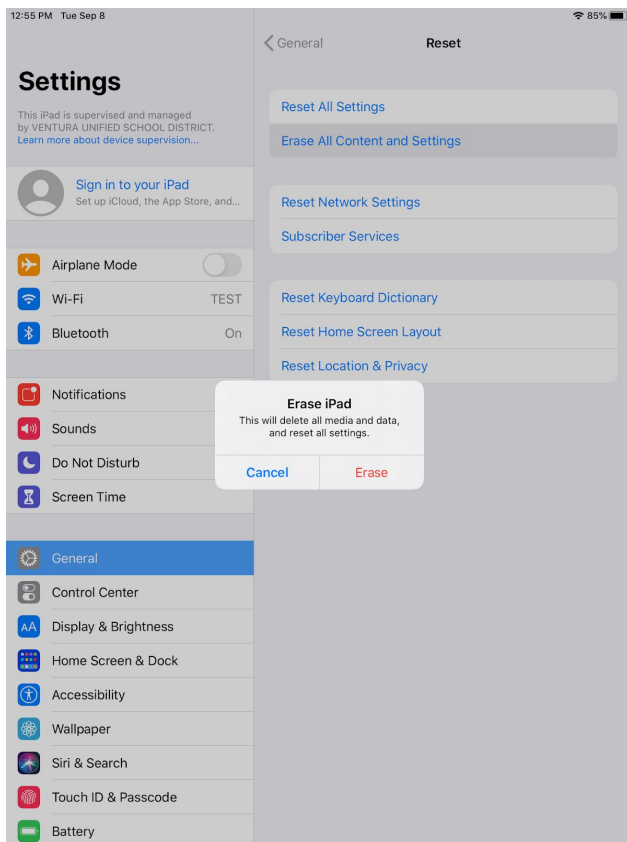 12:55 PM Tue Sep 8
85%
General
Reset
Settings
This iPad is supervised and managed
by VENTURA UNIFIED SCHOOL DISTRICT.
Learn more about device supervision...
Sign in to your iPad
Set up iCloud, the App Store, and...
Airplane Mode
Wi-Fi TEST
Bluetooth On
Notifications
Sounds
Do Not Disturb
Screen Time
General
Control Center
AA Display & Brightness
Home Screen & Dock
Accessibility
Wallpaper
Siri & Search
Touch ID & Passcode
Battery
Reset All Settings
Erase All Content and Settings
Reset Network Settings
Subscriber Services
Reset Keyboard Dictionary
Reset Home Screen Layout
Reset Location & Privacy
Erase iPad
This will delete all media and data,
and reset all settings.
Cancel Erase